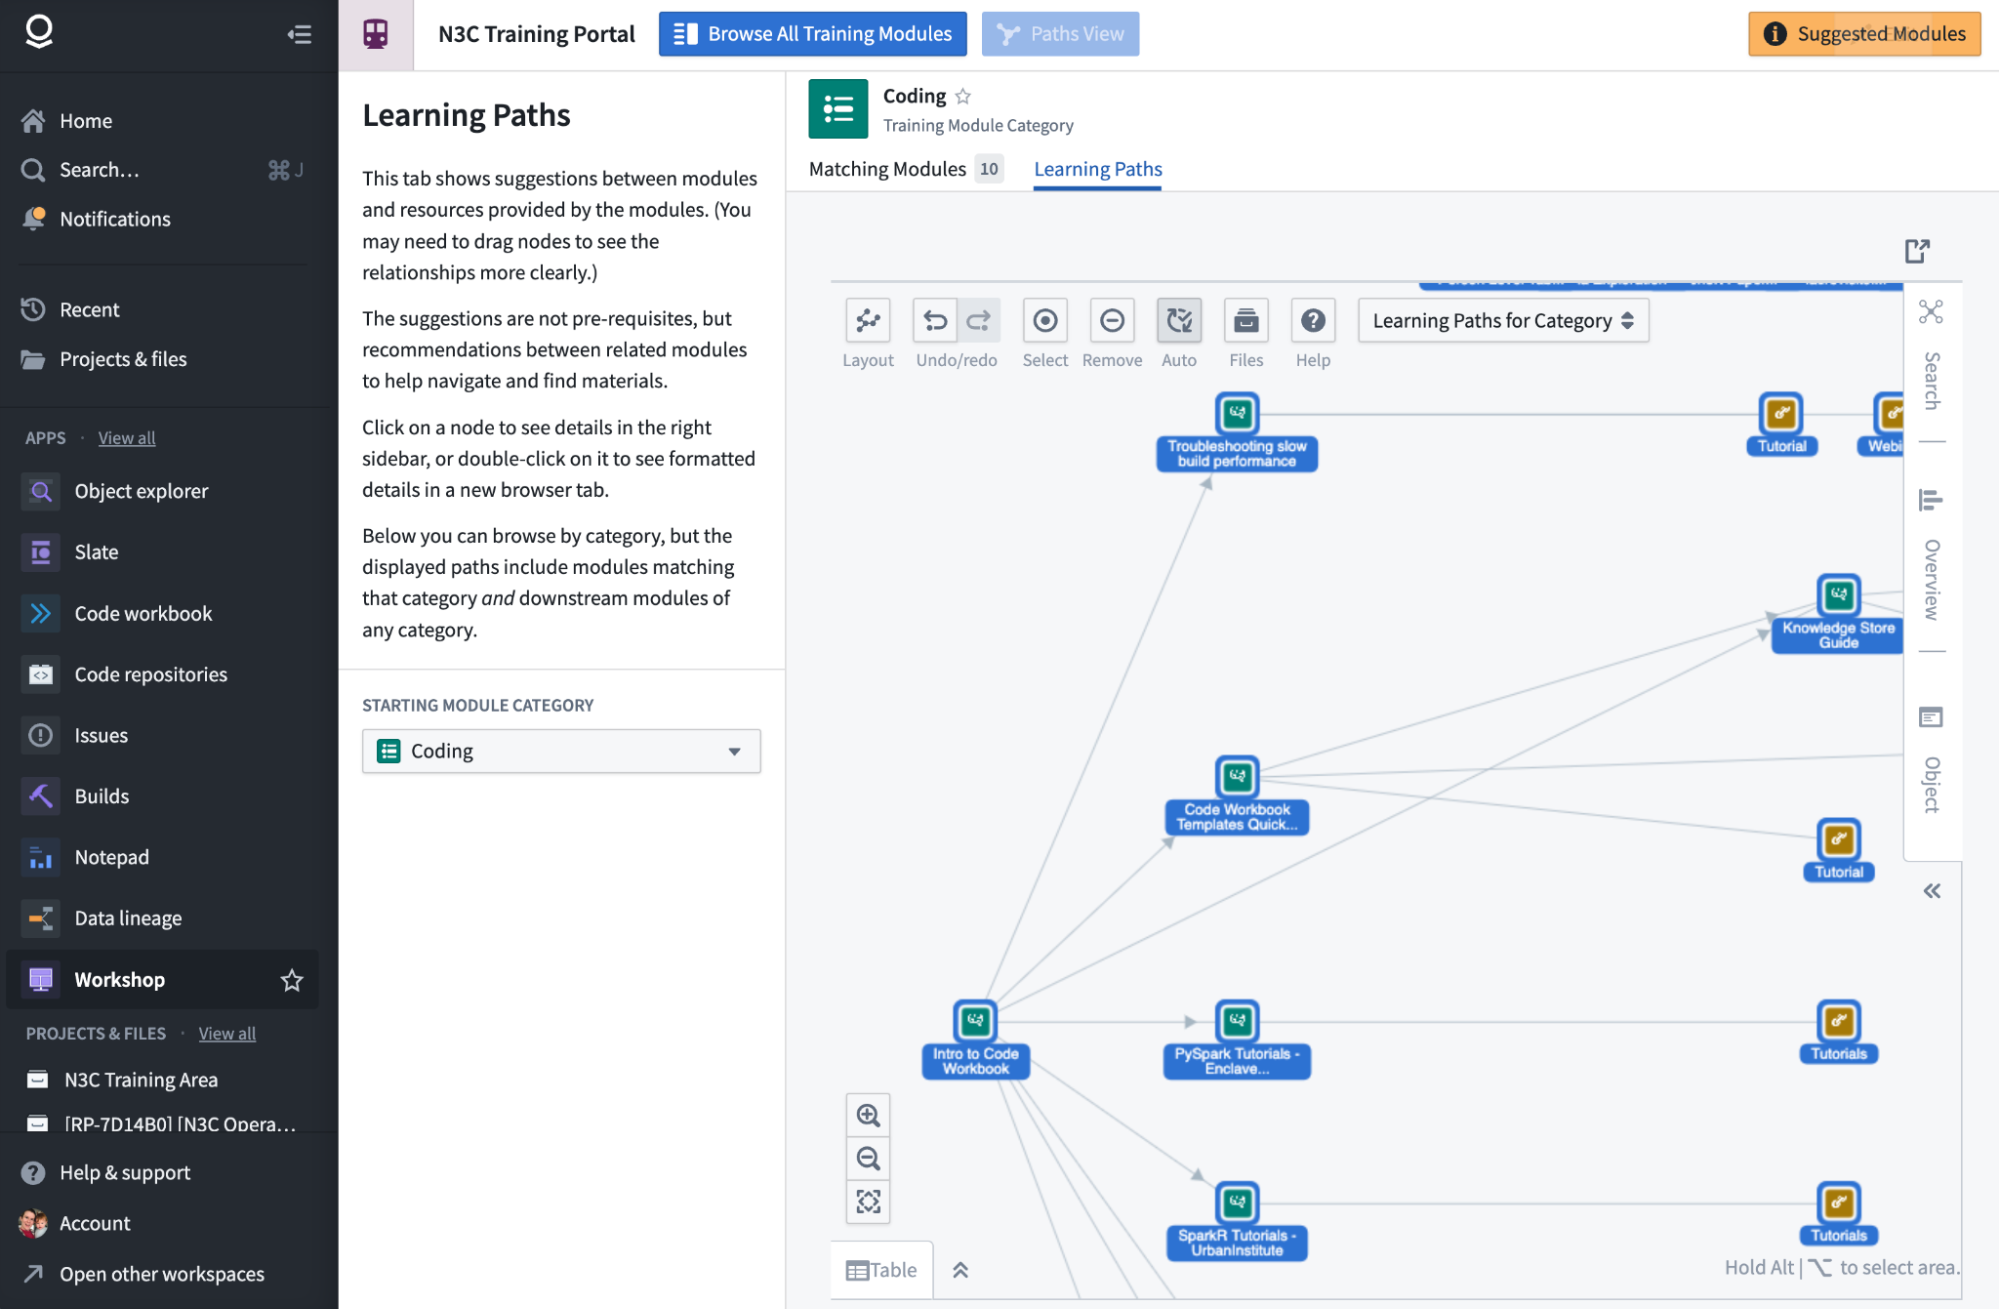 N3C Training Portal
Browse All Training Modules
Paths View
Suggested Modules
Home
Search…
⌘ J
Notifications
Recent
Projects & files
APPS · View all
Object explorer
Slate
Code workbook
Code repositories
Issues
Builds
Notepad
Data lineage
Workshop
PROJECTS & FILES · View all
N3C Training Area
[RP-7D14B0] [N3C Opera…
Help & support
Account
Open other workspaces
Learning Paths
This tab shows suggestions between modules
and resources provided by the modules. (You
may need to drag nodes to see the
relationships more clearly.)
The suggestions are not pre-requisites, but
recommendations between related modules
to help navigate and find materials.
Click on a node to see details in the right
sidebar, or double-click on it to see formatted
details in a new browser tab.
Below you can browse by category, but the
displayed paths include modules matching
that category and downstream modules of
any category.
STARTING MODULE CATEGORY
Coding
Coding
Training Module Category
Matching Modules 10
Learning Paths
Layout
Undo/redo
Select
Remove
Auto
Files
Help
Learning Paths for Category
Search
Overview
Object
Troubleshooting slow
build performance
Tutorial
Webi
Knowledge Store
Guide
Code Workbook
Templates Quick...
Tutorial
Intro to Code
Workbook
PySpark Tutorials -
Enclave...
Tutorials
SparkR Tutorials -
UrbanInstitute
Tutorials
Table
Hold Alt | ⌥ to select area.